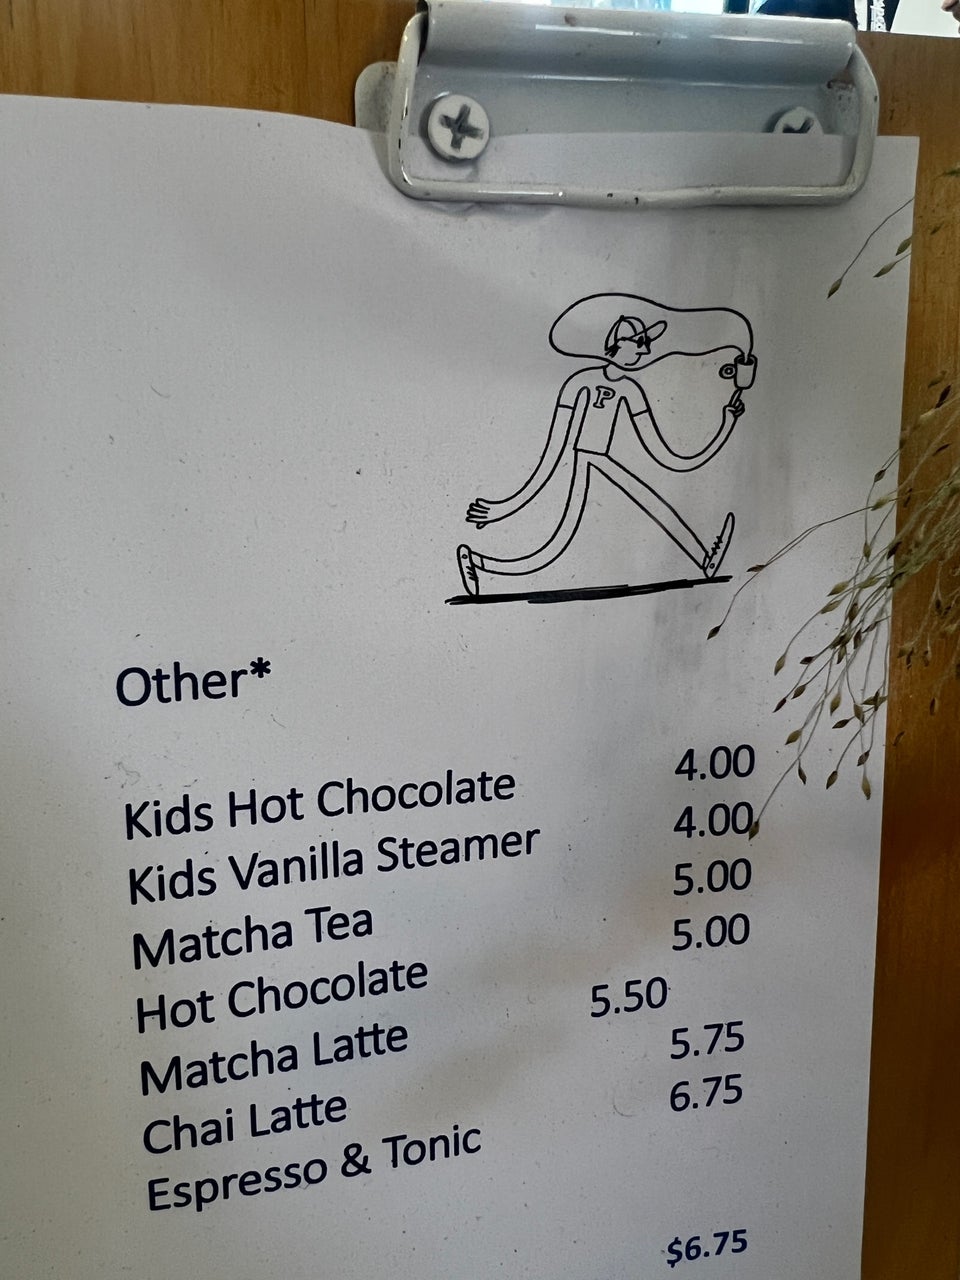 P
Other*
Kids Hot Chocolate 4.00
Kids Vanilla Steamer 4.00
Matcha Tea 5.00
Hot Chocolate 5.00
Matcha Latte 5.50
Chai Latte 5.75
Espresso & Tonic 6.75
$6.75